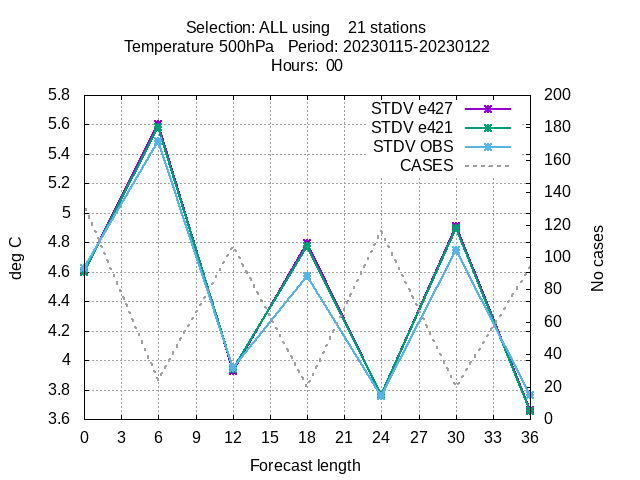 Selection: ALL using    21 stations
Temperature 500hPa   Period: 20230115-20230122
Hours:  00
STDV e427
STDV e421
STDV OBS
CASES
deg C
5.8
5.6
5.4
5.2
5
4.8
4.6
4.4
4.2
4
3.8
3.6
200
180
160
140
120
100
80
60
40
20
0
No cases
0 3 6 9 12 15 18 21 24 27 30 33 36
Forecast length